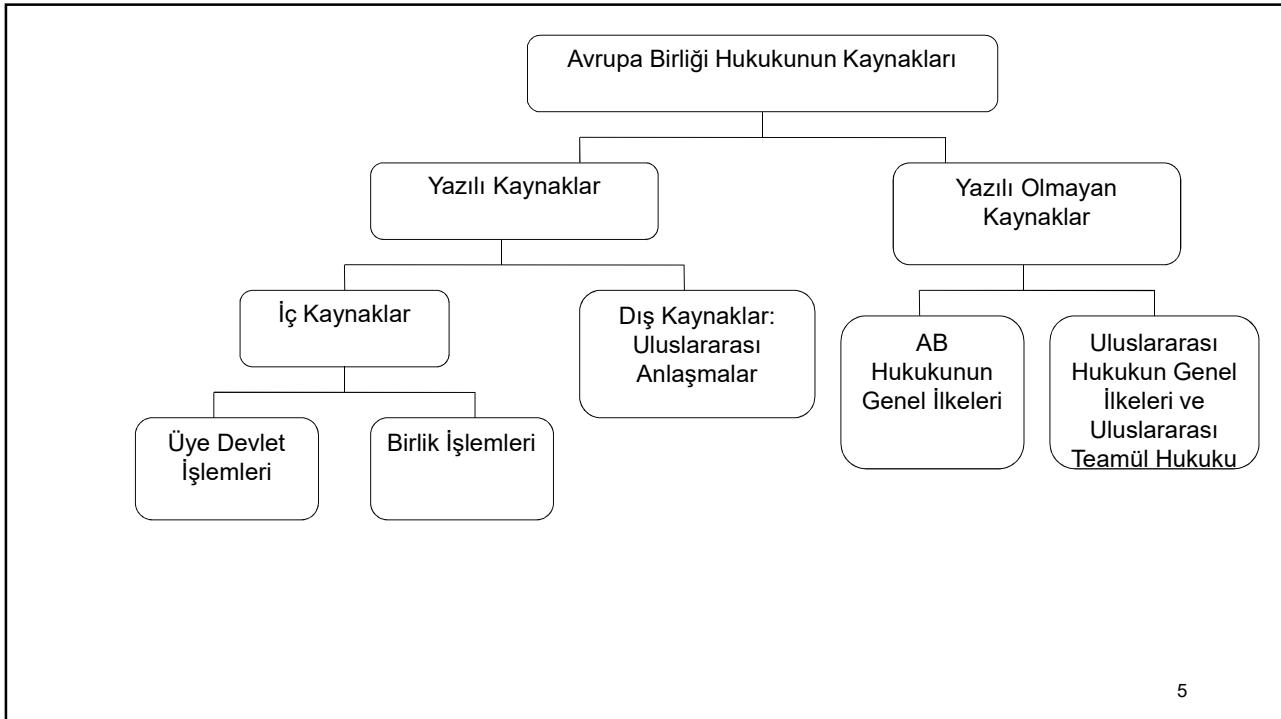 Avrupa Birliği Hukukunun Kaynakları
Yazılı Kaynaklar
Yazılı Olmayan
Kaynaklar
İç Kaynaklar
Dış Kaynaklar:
Uluslararası
Anlaşmalar
AB
Hukukunun
Genel İlkeleri
Uluslararası
Hukukun Genel
İlkeleri ve
Uluslararası
Teamül Hukuku
Üye Devlet
İşlemleri
Birlik İşlemleri
5